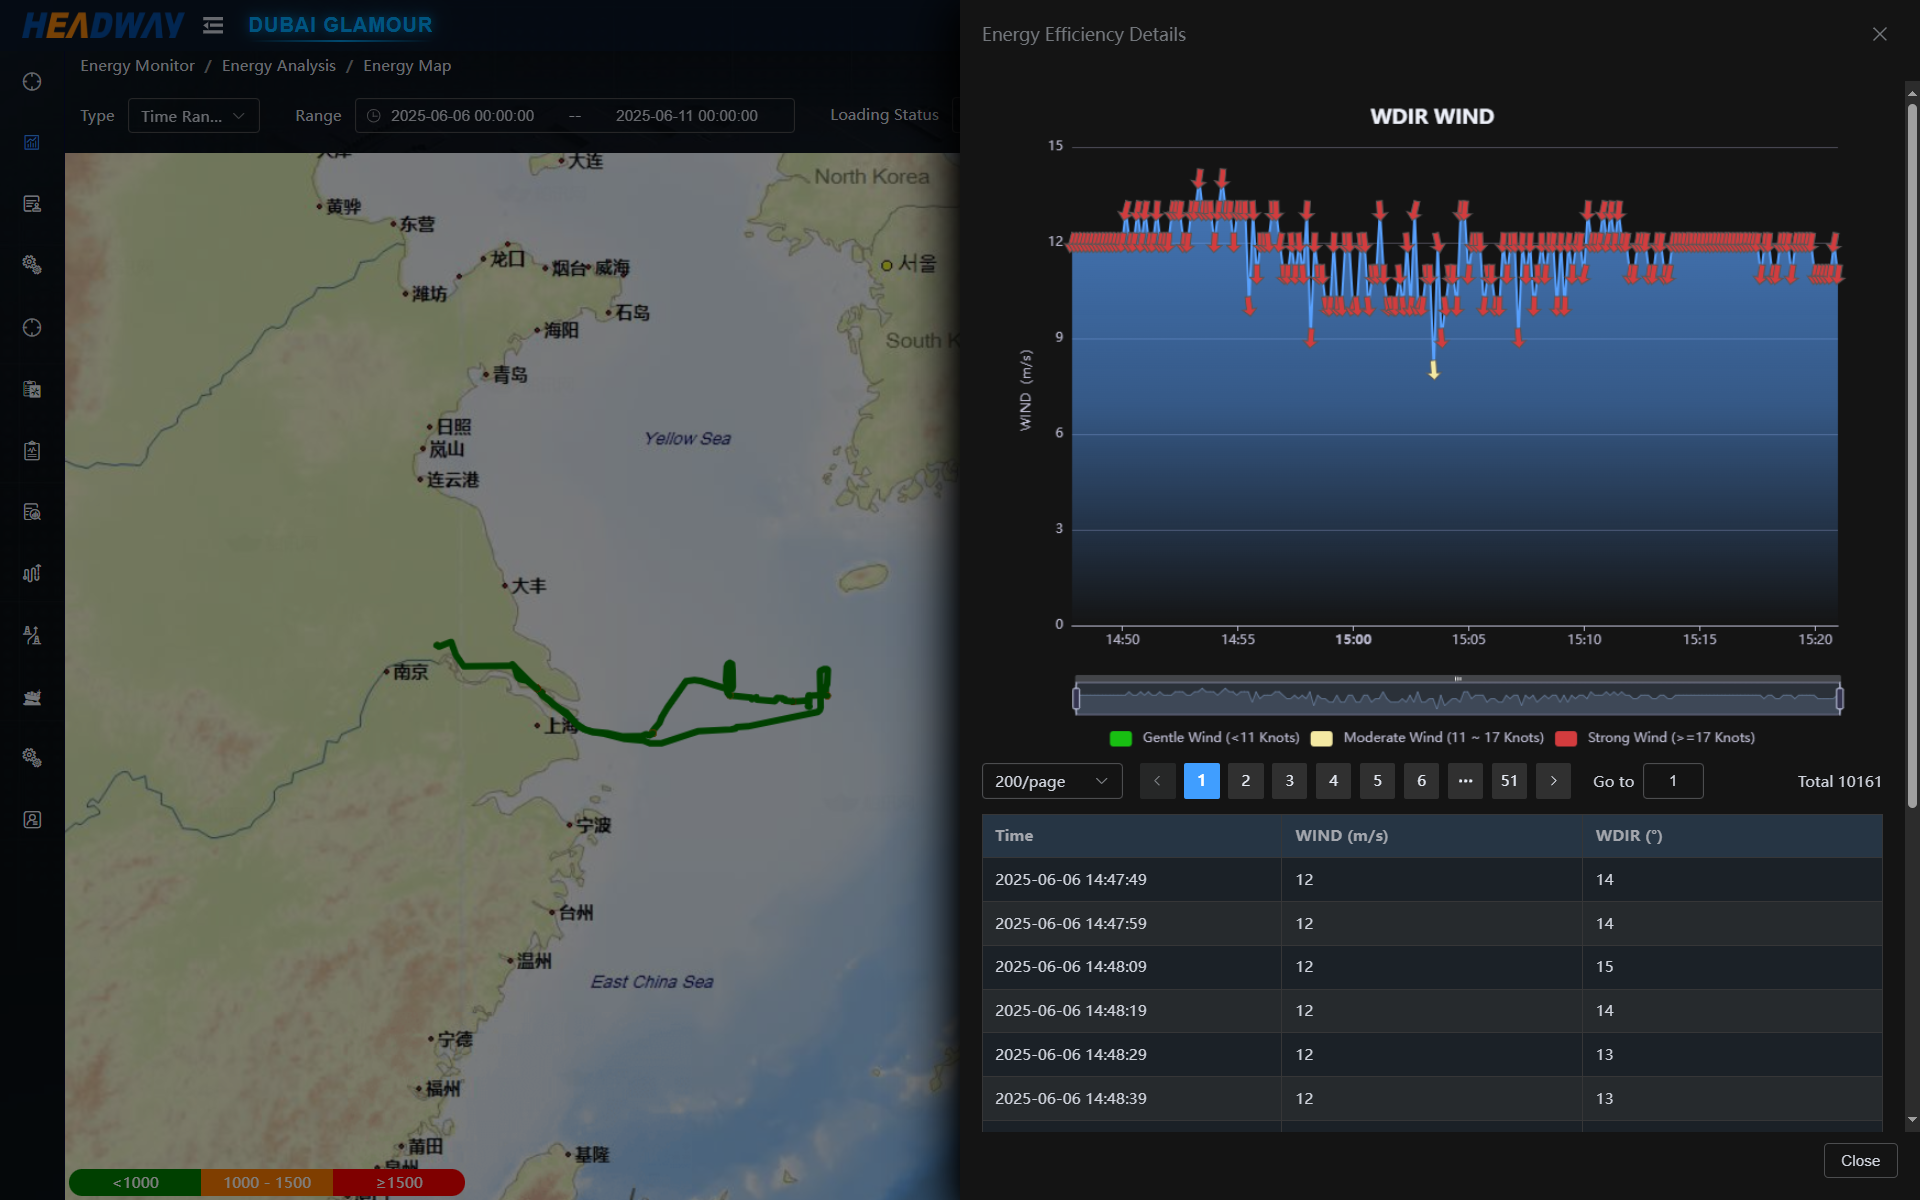 HEADWAY
DUBAI GLAMOUR
Energy Monitor / Energy Analysis / Energy Map
Type
Time Ran...
Range
2025-06-06 00:00:00 -- 2025-06-11 00:00:00
Loading Status
大连
North Korea
黄骅
东营
龙口
烟台
威海
서울
潍坊
石岛
海阳
South K
青岛
日照
Yellow Sea
岚山
连云港
大丰
南京
上海
宁波
台州
温州
East China Sea
宁德
福州
莆田
基隆
泉州
<1000
1000 - 1500
≥1500
Energy Efficiency Details
WDIR WIND
WIND (m/s)
15
12
9
6
3
0
14:50
14:55
15:00
15:05
15:10
15:15
15:20
Gentle Wind (<11 Knots)
Moderate Wind (11 ~ 17 Knots)
Strong Wind (>=17 Knots)
200/page
1
2
3
4
5
6
•••
51
Go to
1
Total 10161
Time WIND (m/s) WDIR (°)
2025-06-06 14:47:49 12 14
2025-06-06 14:47:59 12 14
2025-06-06 14:48:09 12 15
2025-06-06 14:48:19 12 14
2025-06-06 14:48:29 12 13
2025-06-06 14:48:39 12 13
Close